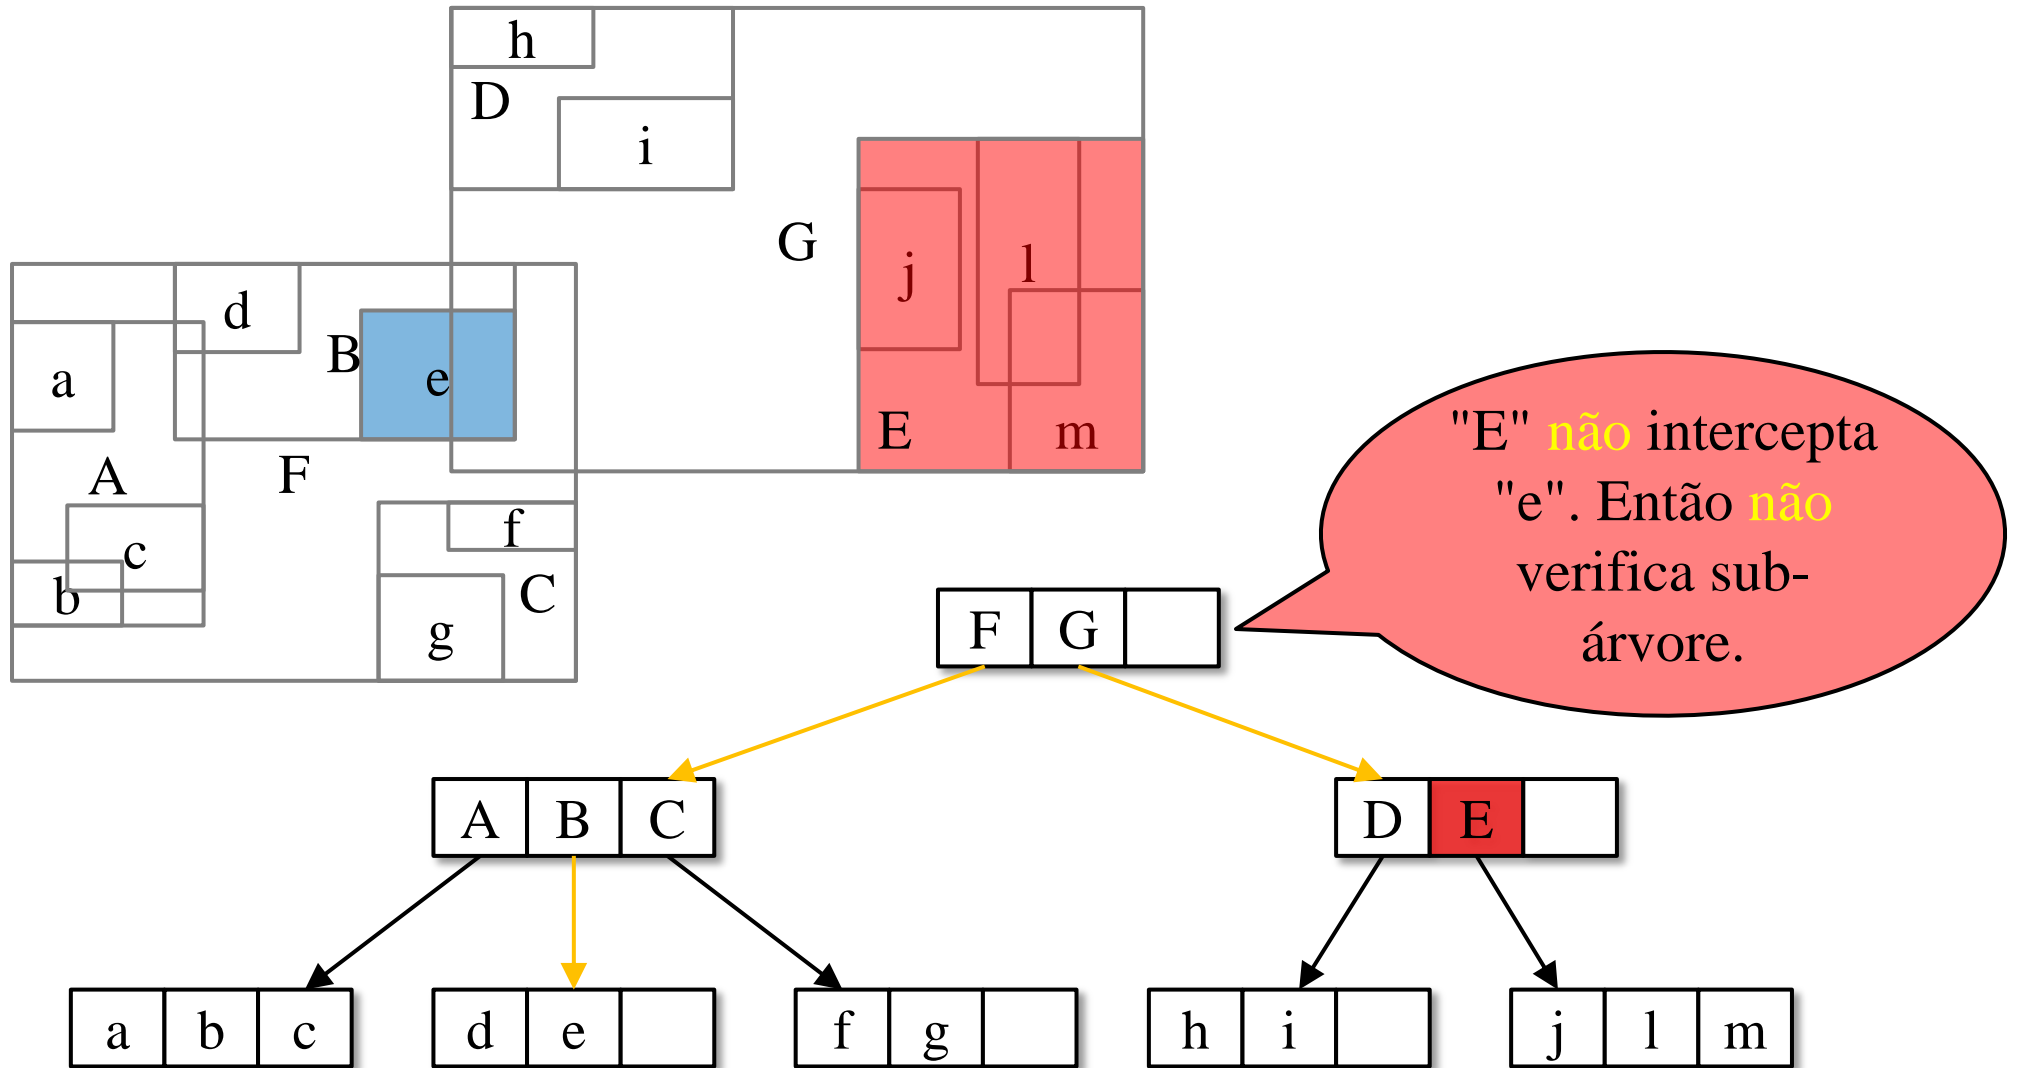 h
D
i
G
j
l
E
m
d
B
e
a
A
F
c
b
f
C
g
"E" não intercepta
"e". Então não
verifica sub-
árvore.
F G
A B C
D E
a b c
d e
f g
h i
j l m